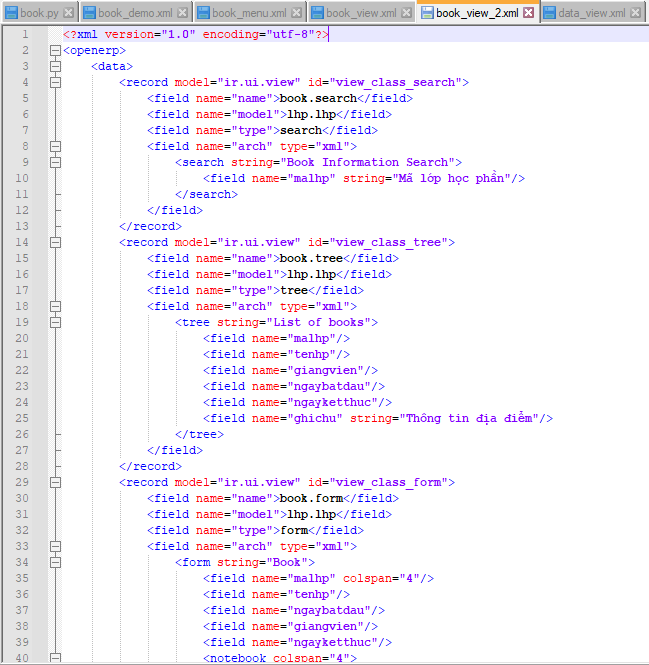 book.py book_demo.xml book_menu.xml book_view.xml book_view_2.xml data_view.xml
1 <?xml version="1.0" encoding="utf-8"?>
2 <openerp>
3 <data>
4 <record model="ir.ui.view" id="view_class_search">
5 <field name="name">book.search</field>
6 <field name="model">lhp.lhp</field>
7 <field name="type">search</field>
8 <field name="arch" type="xml">
9 <search string="Book Information Search">
10 <field name="malhp" string="Mã lớp học phần"/>
11 </search>
12 </field>
13 </record>
14 <record model="ir.ui.view" id="view_class_tree">
15 <field name="name">book.tree</field>
16 <field name="model">lhp.lhp</field>
17 <field name="type">tree</field>
18 <field name="arch" type="xml">
19 <tree string="List of books">
20 <field name="malhp"/>
21 <field name="tenhp"/>
22 <field name="giangvien"/>
23 <field name="ngaybatdau"/>
24 <field name="ngayketthuc"/>
25 <field name="ghichu" string="Thông tin địa điểm"/>
26 </tree>
27 </field>
28 </record>
29 <record model="ir.ui.view" id="view_class_form">
30 <field name="name">book.form</field>
31 <field name="model">lhp.lhp</field>
32 <field name="type">form</field>
33 <field name="arch" type="xml">
34 <form string="Book">
35 <field name="malhp" colspan="4"/>
36 <field name="tenhp"/>
37 <field name="ngaybatdau"/>
38 <field name="giangvien"/>
39 <field name="ngayketthuc"/>
40 <notebook colspan="4">